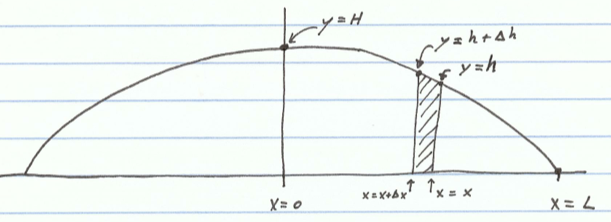 y=H
y=h+Δh
y=h
x=x+Δx
x=x
x=0
x=L